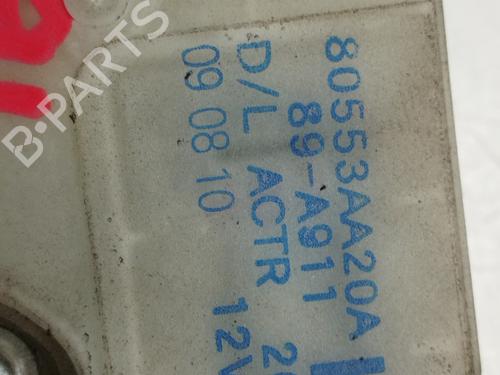 80553AA20A
89-A911
D/L ACTR
09 08 10
12V
B-PARTS